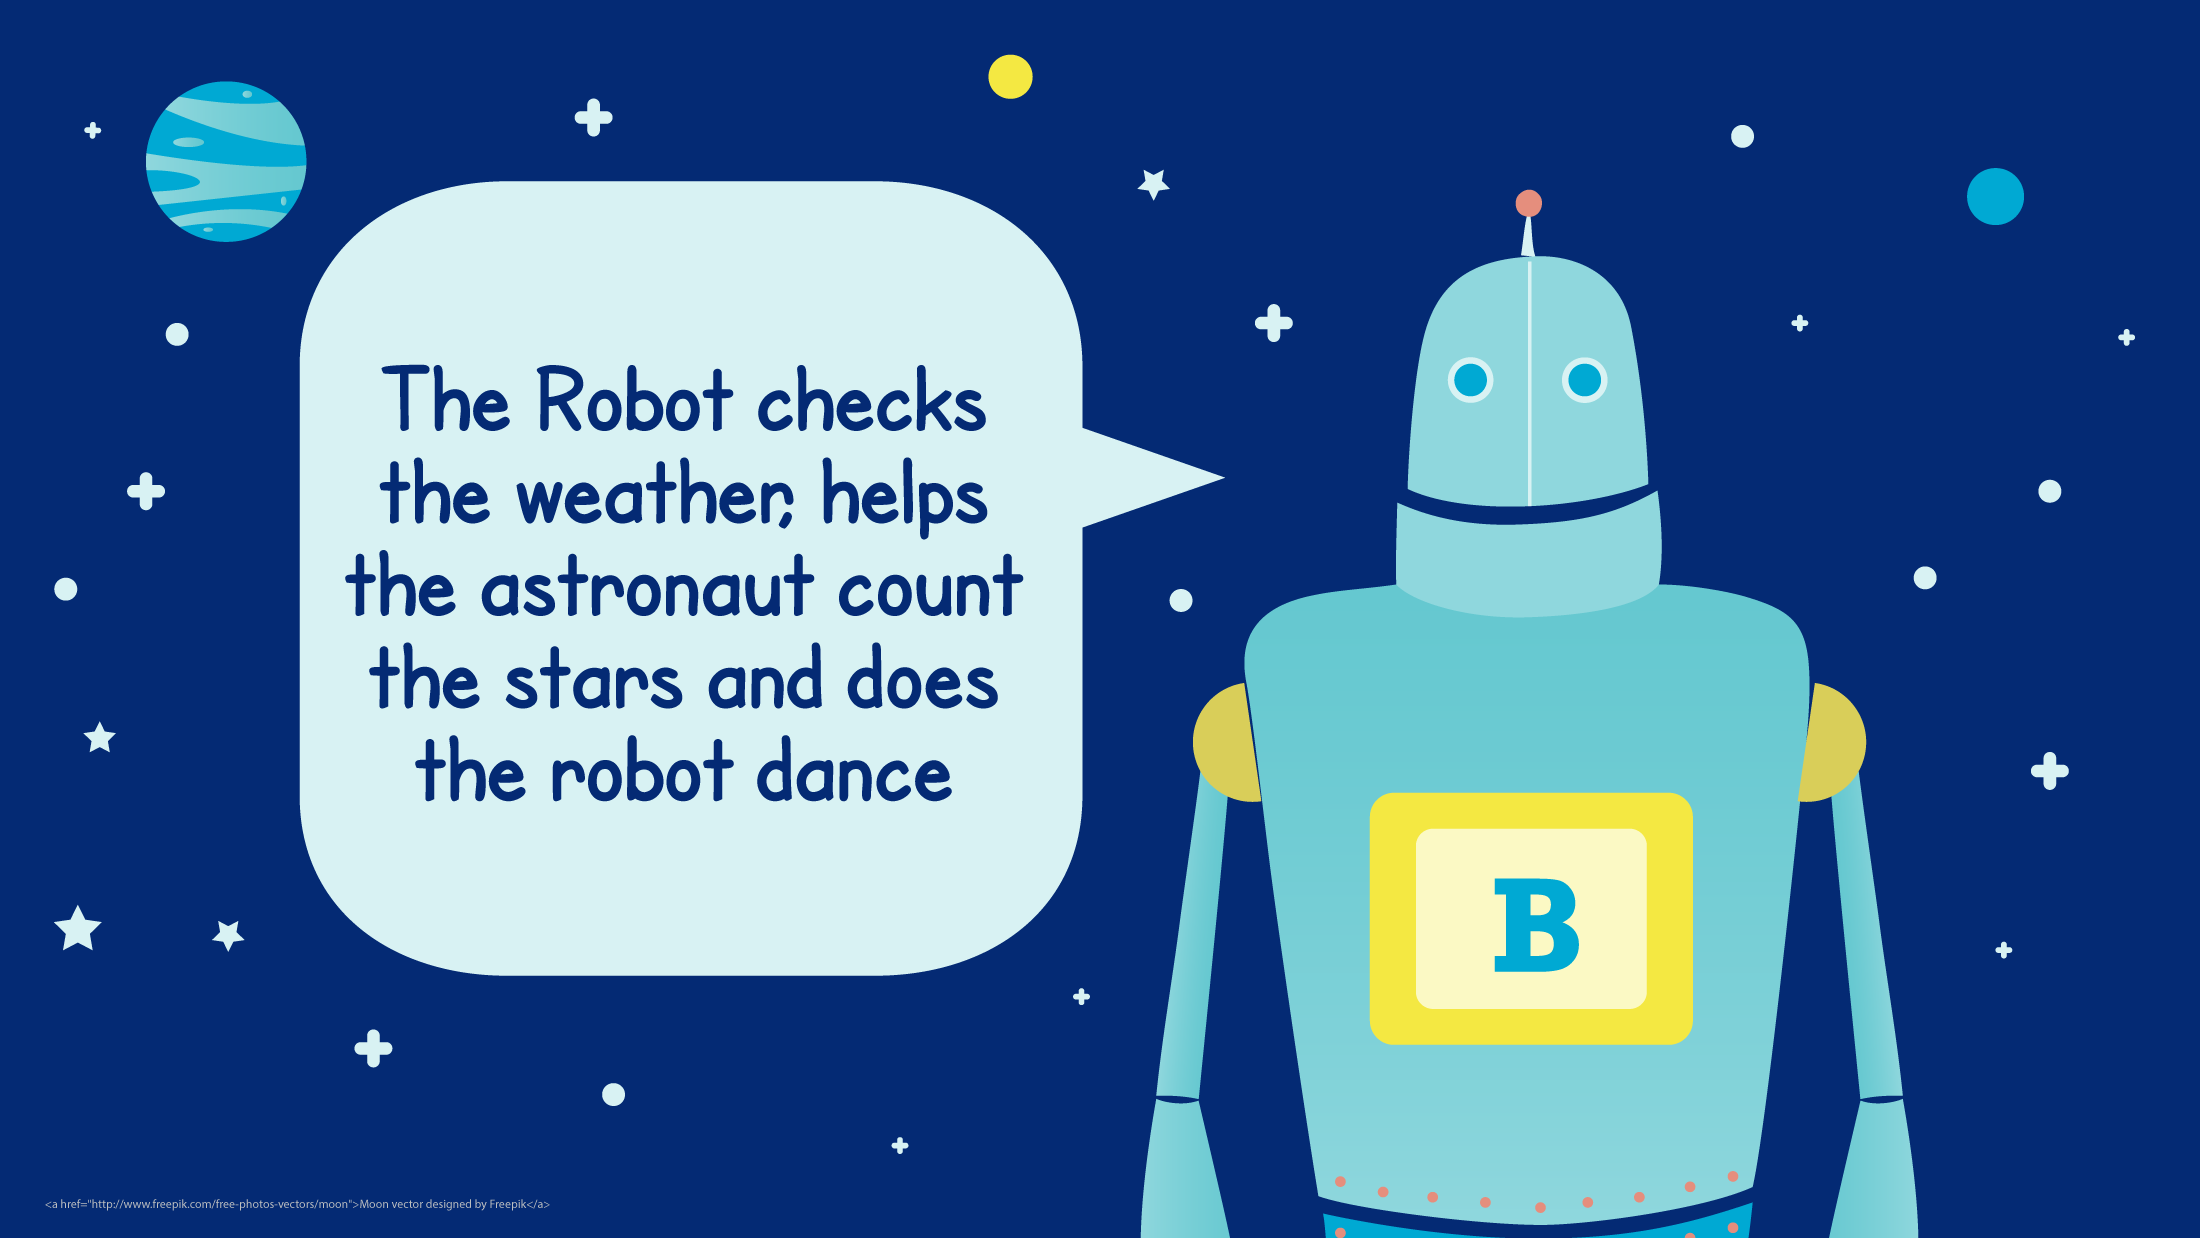 The Robot checks
the weather, helps
the astronaut count
the stars and does
the robot dance
B
<a href="http://www.freepik.com/free-photos-vectors/moon">Moon vector designed by Freepik</a>